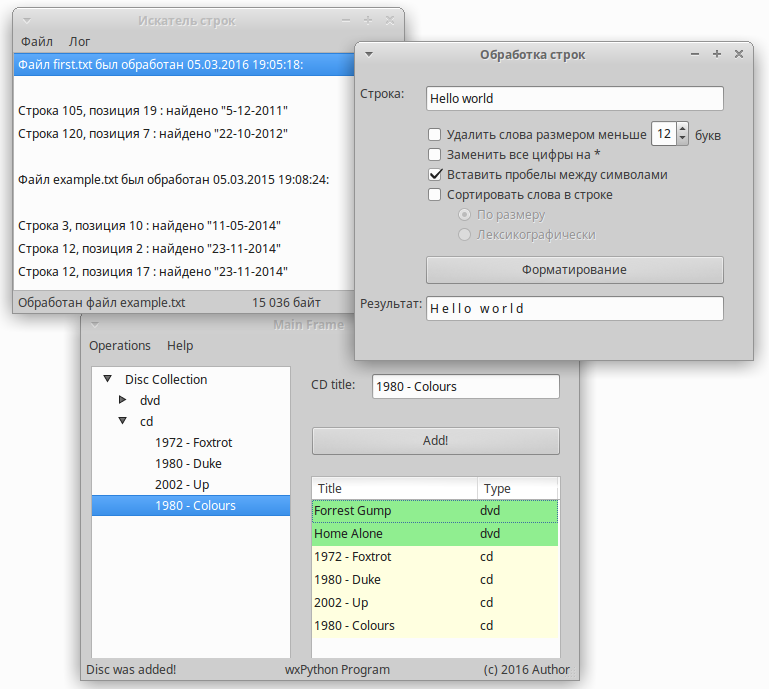 Искатель строк
Файл Лог
Файл first.txt был обработан 05.03.2016 19:05:18:
Строка 105, позиция 19 : найдено "5-12-2011"
Строка 120, позиция 7 : найдено "22-10-2012"
Файл example.txt был обработан 05.03.2015 19:08:24:
Строка 3, позиция 10 : найдено "11-05-2014"
Строка 12, позиция 2 : найдено "23-11-2014"
Строка 12, позиция 17 : найдено "23-11-2014"
Обработан файл example.txt 15 036 байт
Обработка строк
Строка: Hello world
Удалить слова размером меньше 12 букв
Заменить все цифры на *
Вставить пробелы между символами
Сортировать слова в строке
По размеру
Лексикографически
Форматирование
Результат: H e l l o   w o r l d
Main Frame
Operations Help
Disc Collection
dvd
cd
1972 - Foxtrot
1980 - Duke
2002 - Up
1980 - Colours
CD title: 1980 - Colours
Add!
Title Type
Forrest Gump dvd
Home Alone dvd
1972 - Foxtrot cd
1980 - Duke cd
2002 - Up cd
1980 - Colours cd
Disc was added! wxPython Program (c) 2016 Author